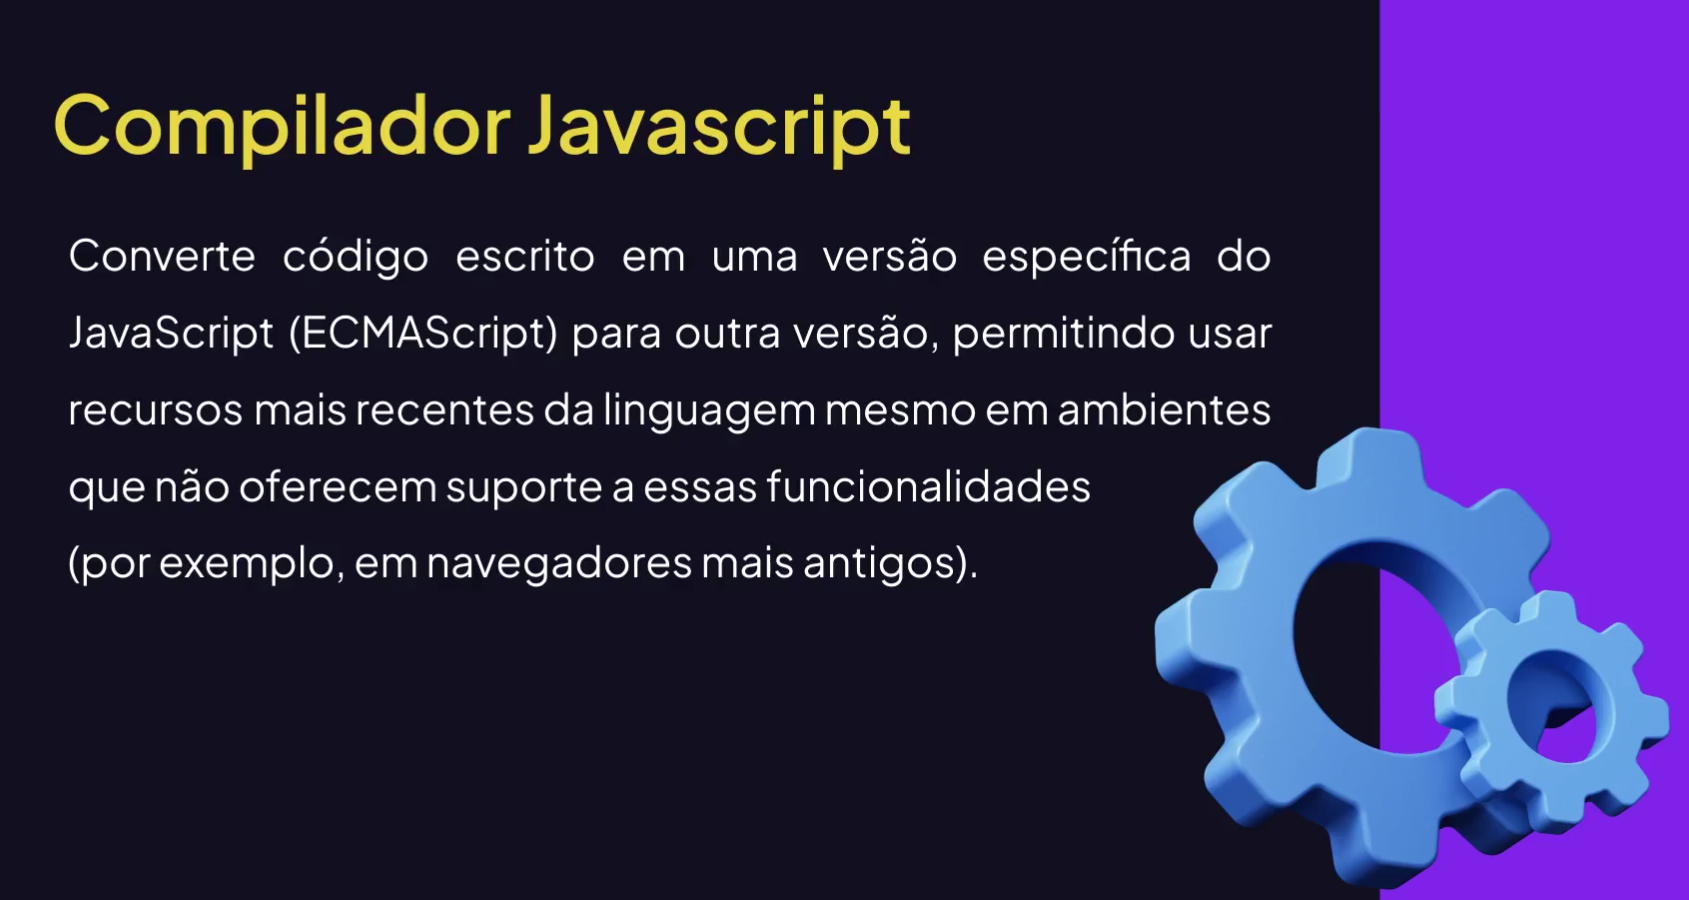 Compilador Javascript
Converte código escrito em uma versão específica do
JavaScript (ECMAScript) para outra versão, permitindo usar
recursos mais recentes da linguagem mesmo em ambientes
que não oferecem suporte a essas funcionalidades
(por exemplo, em navegadores mais antigos).